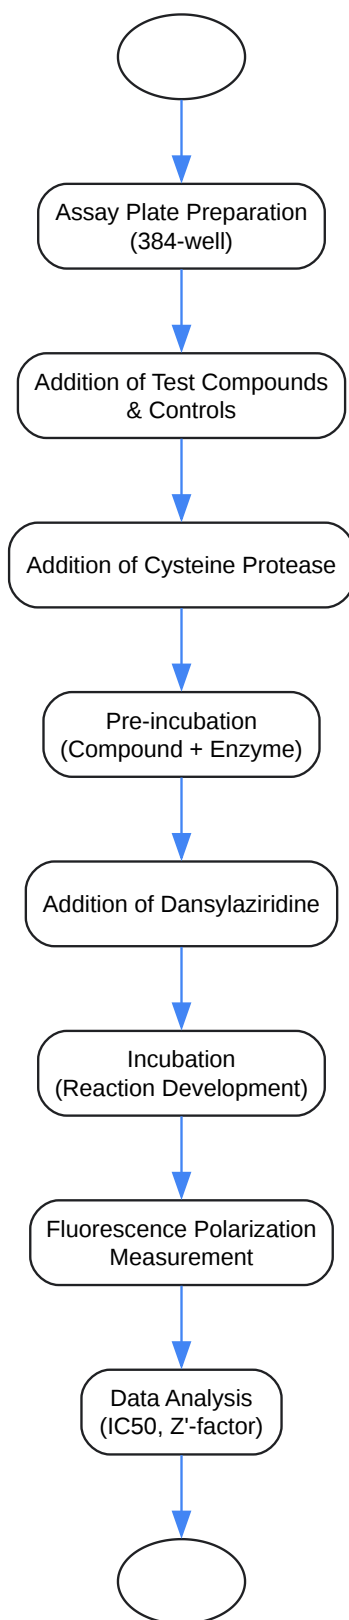 Assay Plate Preparation
(384-well)
Addition of Test Compounds
& Controls
Addition of Cysteine Protease
Pre-incubation
(Compound + Enzyme)
Addition of Dansylaziridine
Incubation
(Reaction Development)
Fluorescence Polarization
Measurement
Data Analysis
(IC50, Z'-factor)